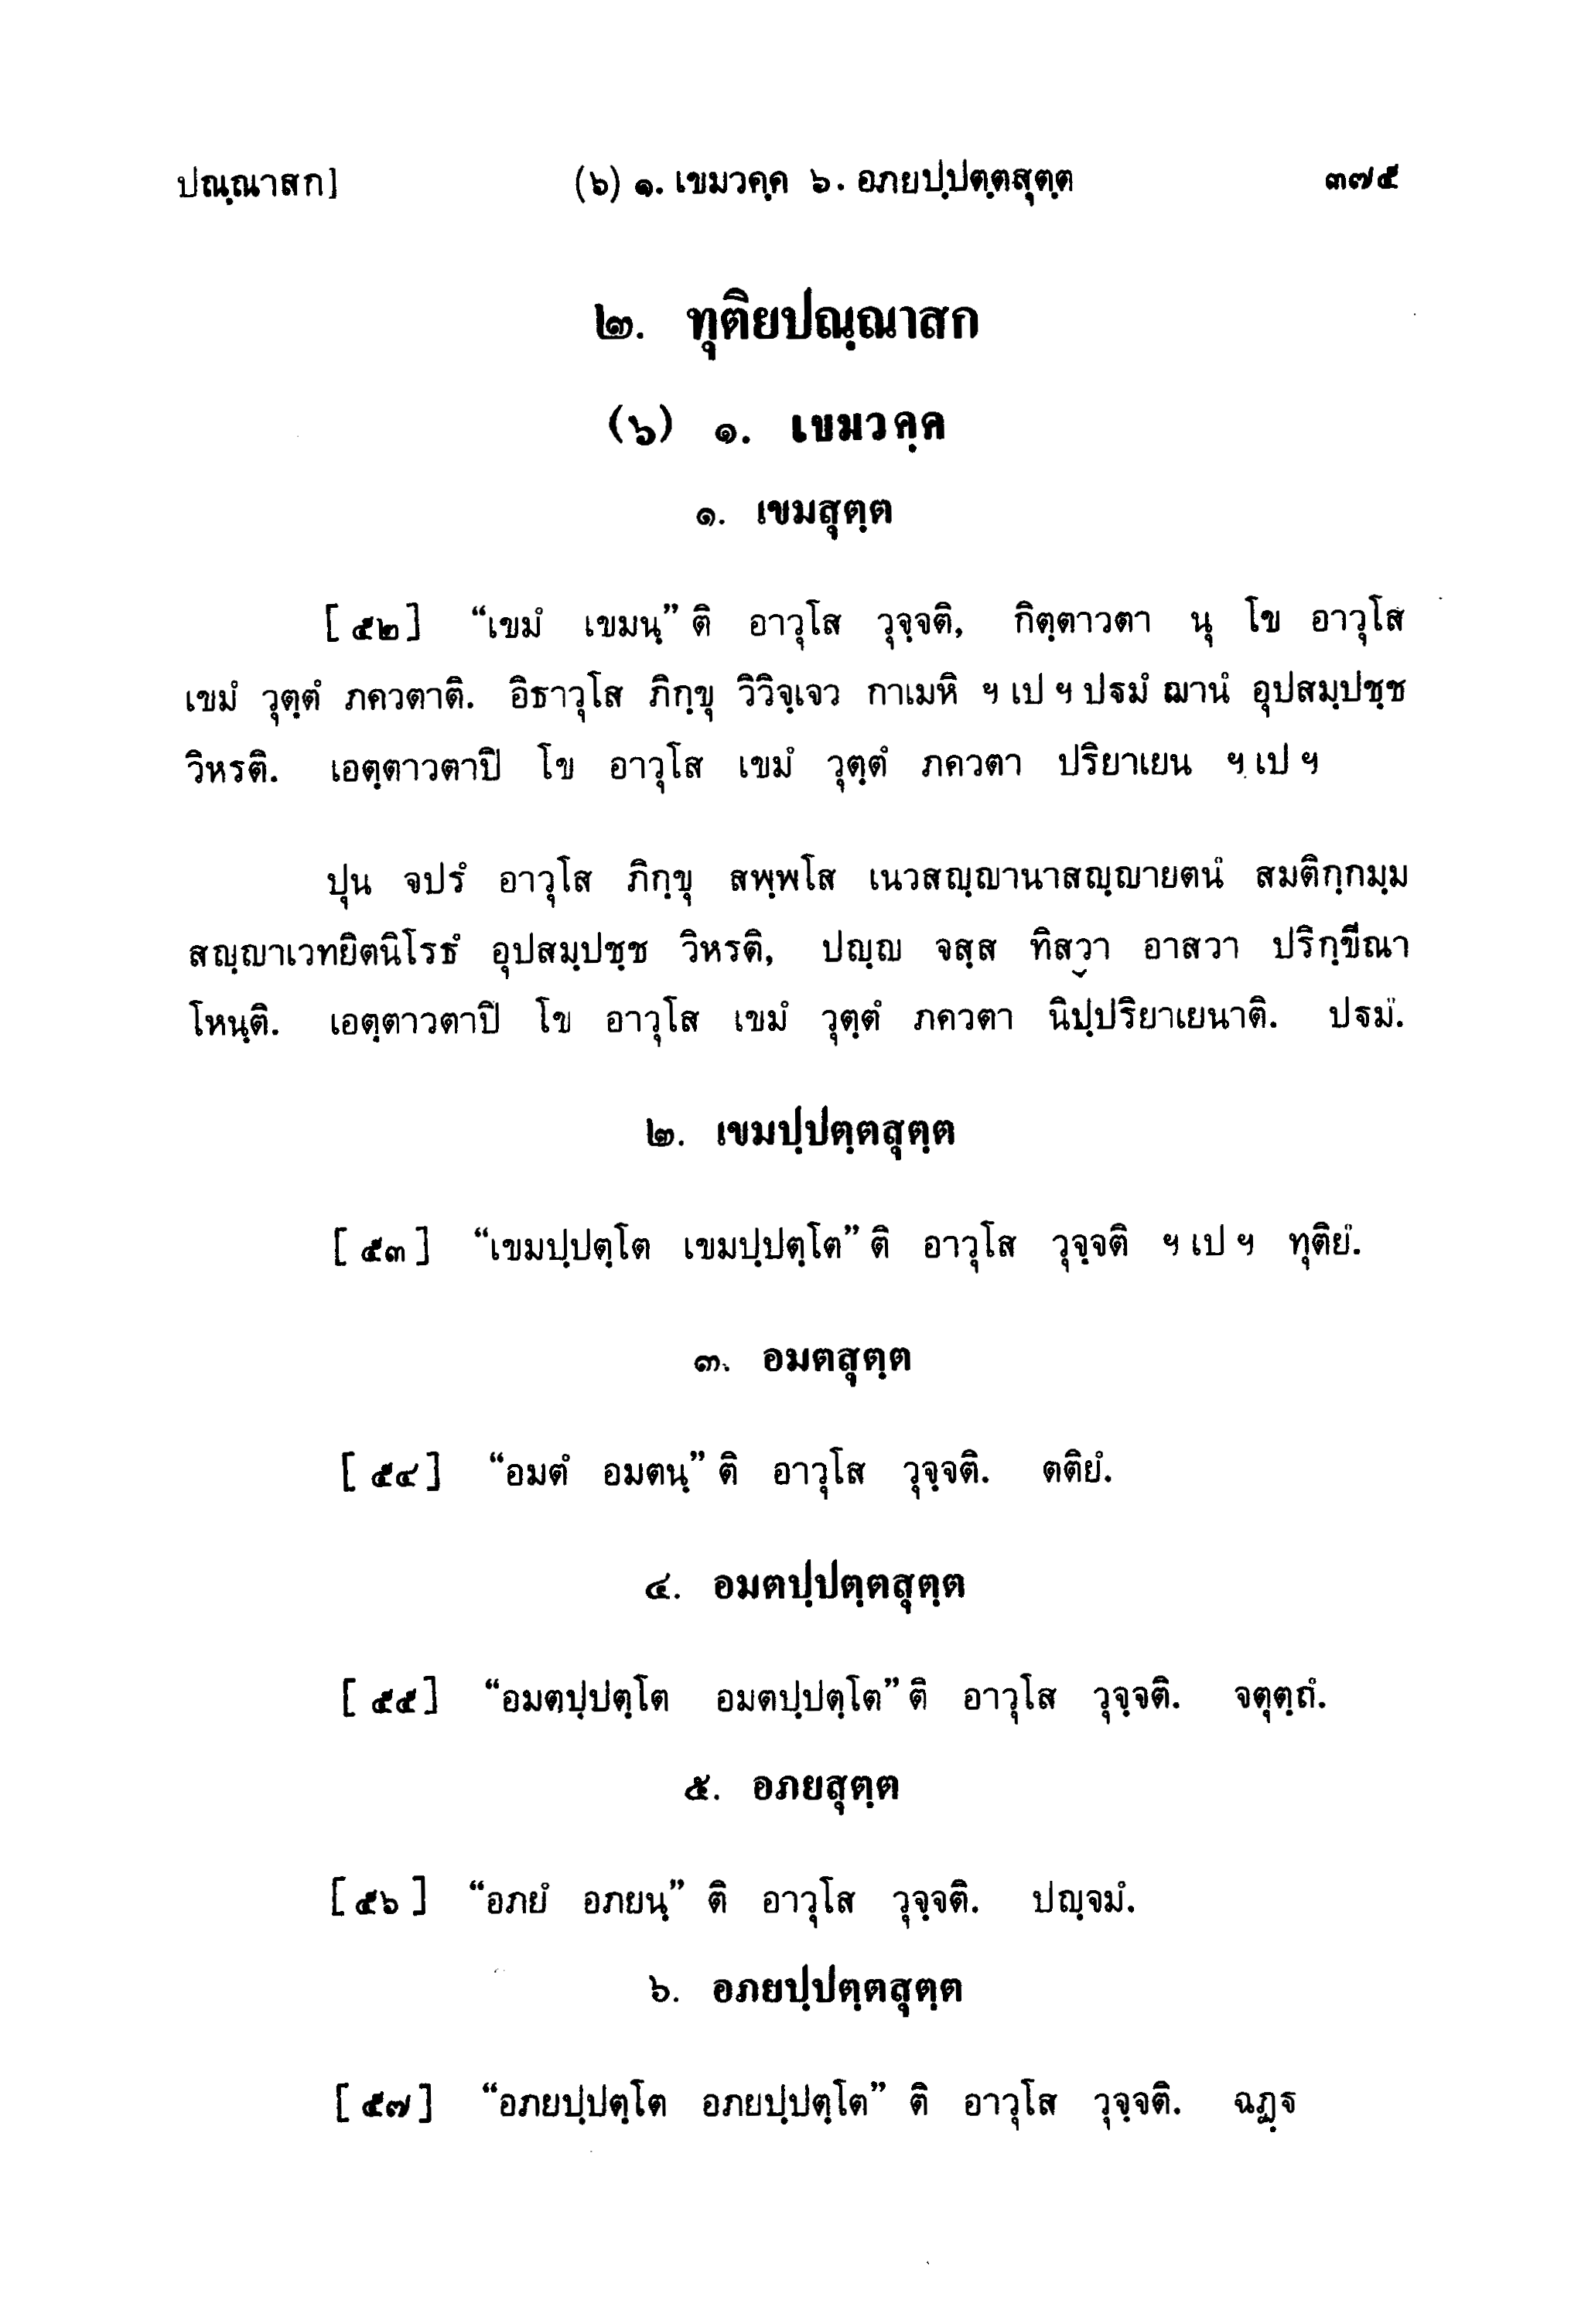 ปณฺณาสก]
(๖) ๑. เขมวคฺค ๖. อภยปฺปตฺตสุตฺต
๓๗๕
๒. ทุติยปณฺณาสก
(๖) ๑. เขมวคฺค
๑. เขมสุตฺต
[๕๒] “เขมํ เขมนฺ” ติ อาวุโส วุจฺจติ, กิตฺตาวตา นุ โข อาวุโส
เขมํ วุตฺตํ ภควตาติ. อิธาวุโส ภิกฺขุ วิวิจฺเจว กาเมหิ ฯ เป ฯ ปฐมํ ฌานํ อุปสมฺปชฺช
วิหรติ. เอตฺตาวตาปิ โข อาวุโส เขมํ วุตฺตํ ภควตา ปริยาเยน ฯ เป ฯ
ปุน จปรํ อาวุโส ภิกฺขุ สพฺพโส เนวสญฺญานาสญฺญายตนํ สมติกฺกมฺม
สญฺญาเวทยิตนิโรธํ อุปสมฺปชฺช วิหรติ, ปญฺญ จสฺส ทิสฺวา อาสวา ปริกฺขีณา
โหนฺติ. เอตฺตาวตาปิ โข อาวุโส เขมํ วุตฺตํ ภควตา นิปฺปริยาเยนาติ. ปฐมํ.
๒. เขมปฺปตฺตสุตฺต
[๕๓] “เขมปฺปตฺโต เขมปฺปตฺโต” ติ อาวุโส วุจฺจติ ฯ เป ฯ ทุติยํ.
๓. อมตสุตฺต
[๕๔] “อมตํ อมตนฺ” ติ อาวุโส วุจฺจติ. ตติยํ.
๔. อมตปฺปตฺตสุตฺต
[๕๕] “อมตปฺปตฺโต อมตปฺปตฺโต” ติ อาวุโส วุจฺจติ. จตุตฺถํ.
๕. อภยสุตฺต
[๕๖] “อภยํ อภยนฺ” ติ อาวุโส วุจฺจติ. ปญฺจมํ.
๖. อภยปฺปตฺตสุตฺต
[๕๗] “อภยปฺปตฺโต อภยปฺปตฺโต” ติ อาวุโส วุจฺจติ. ฉฏฺฐ